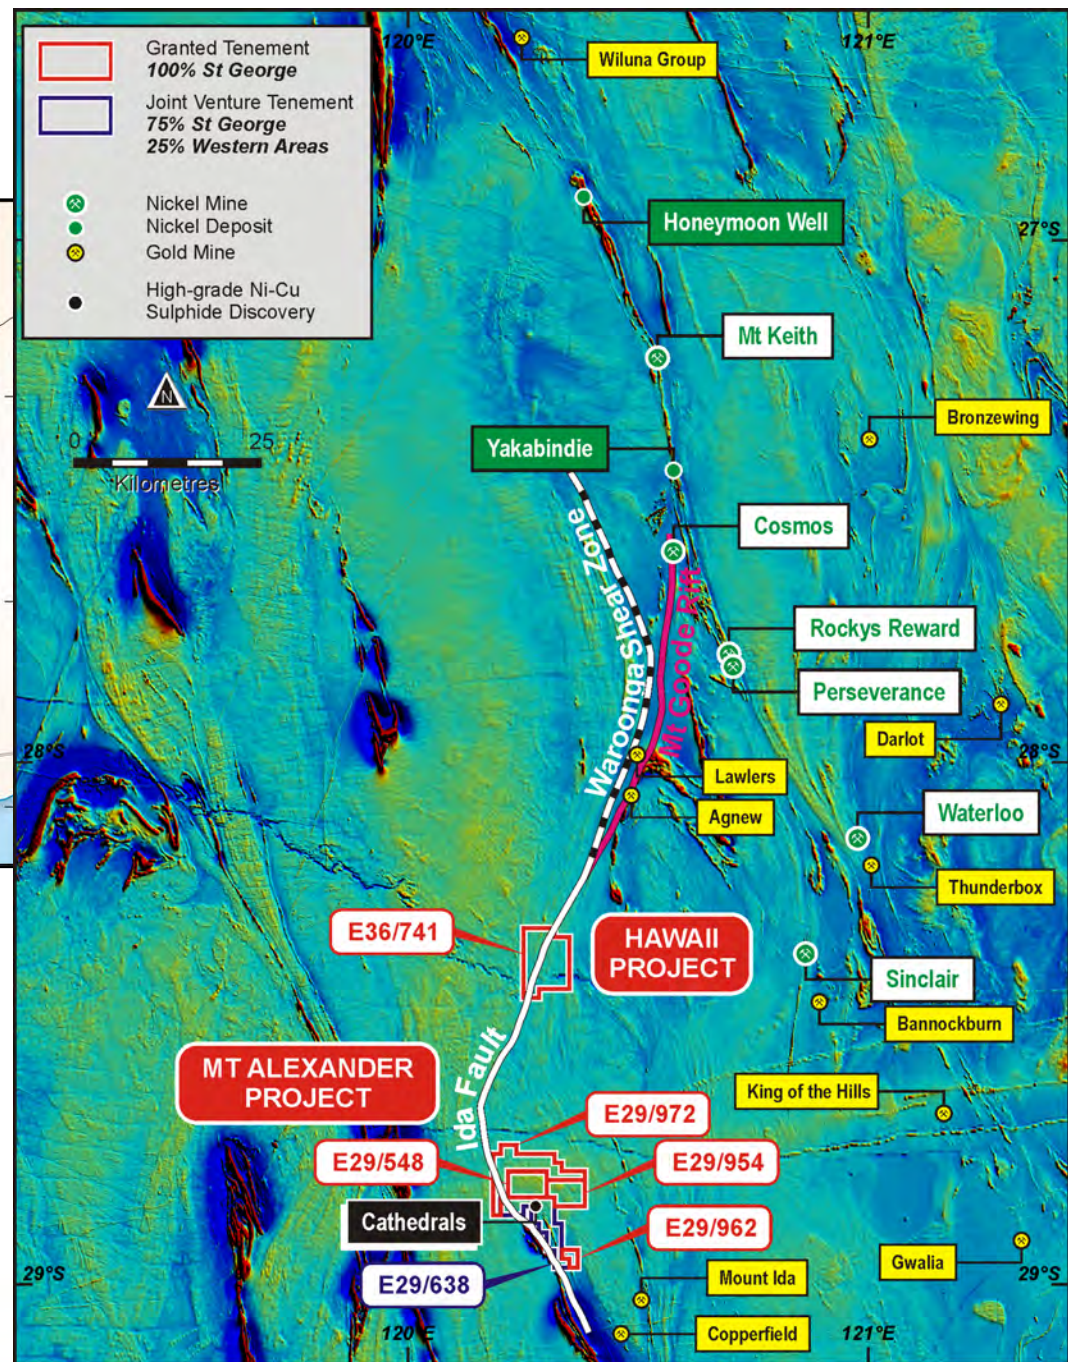 Granted Tenement
100% St George
Joint Venture Tenement
75% St George
25% Western Areas
Nickel Mine
Nickel Deposit
Gold Mine
High-grade Ni-Cu
Sulphide Discovery
120°E
121°E
Wiluna Group
27°S
Honeymoon Well
Mt Keith
N
0 25
Kilometres
Bronzewing
Yakabindie
Cosmos
Waroonga Shear Zone
Mt Goode Rift
Rockys Reward
Perseverance
Darlot
28°S
28°S
Lawlers
Agnew
Waterloo
Thunderbox
E36/741
HAWAII
PROJECT
Sinclair
Bannockburn
Ida Fault
MT ALEXANDER
PROJECT
King of the Hills
E29/972
E29/548
E29/954
Cathedrals
E29/962
Gwalia
E29/638
Mount Ida
29°S
29°S
Copperfield
120°E
121°E